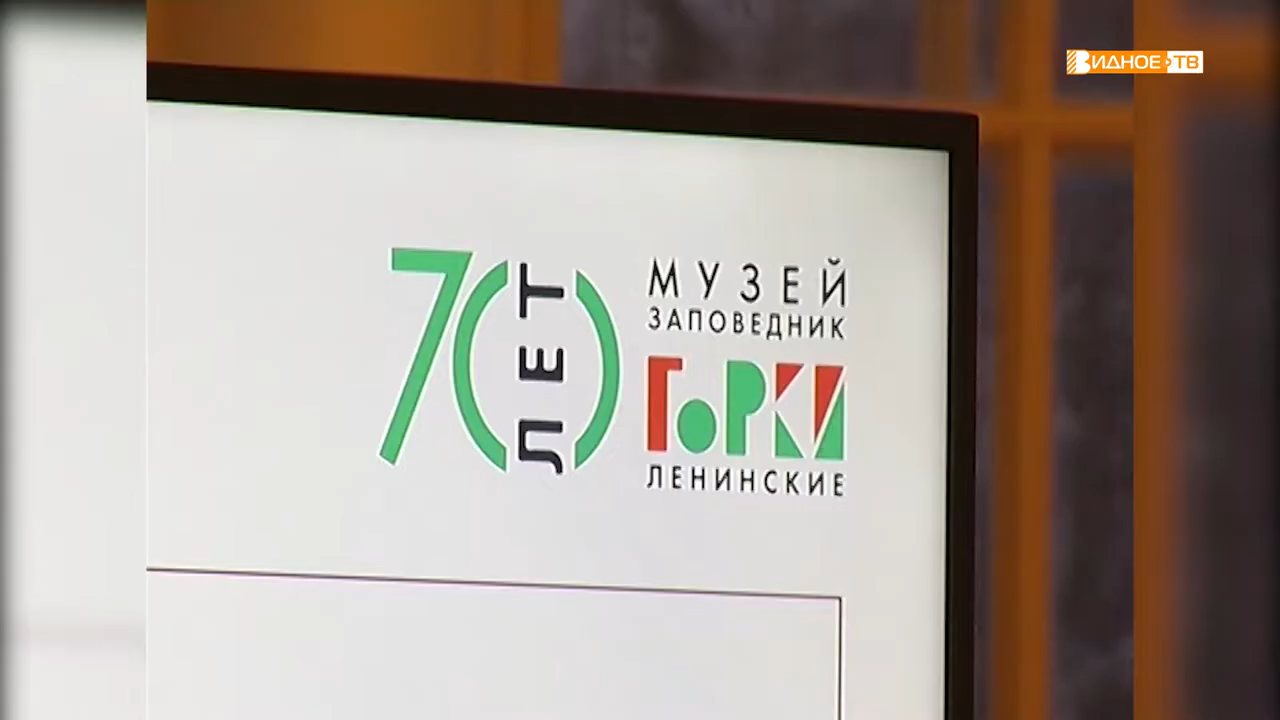 ВИДНОЕ ТВ
70 ЛЕТ
МУЗЕЙ
ЗАПОВЕДНИК
ГОРКИ
ЛЕНИНСКИЕ